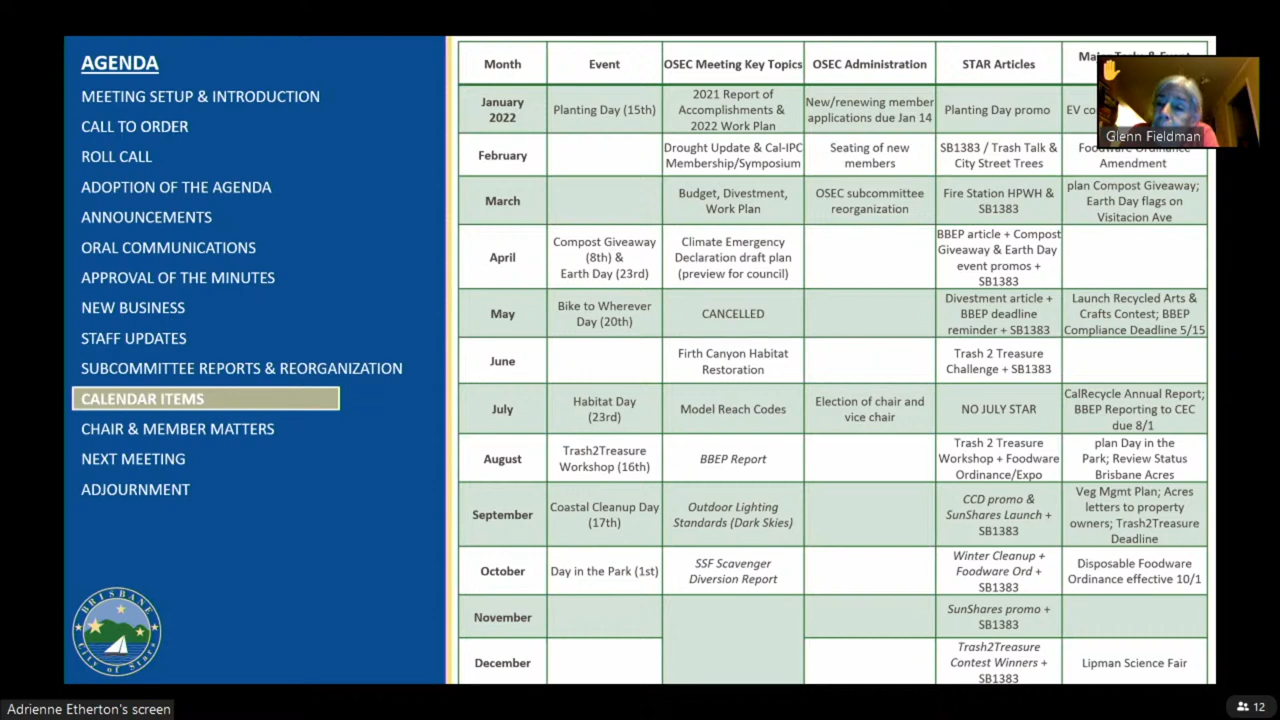 AGENDA
MEETING SETUP & INTRODUCTION
CALL TO ORDER
ROLL CALL
ADOPTION OF THE AGENDA
ANNOUNCEMENTS
ORAL COMMUNICATIONS
APPROVAL OF THE MINUTES
NEW BUSINESS
STAFF UPDATES
SUBCOMMITTEE REPORTS & REORGANIZATION
CALENDAR ITEMS
CHAIR & MEMBER MATTERS
NEXT MEETING
ADJOURNMENT
BRISBANE
City of Stars
Month
Event
OSEC Meeting Key Topics
OSEC Administration
STAR Articles
January
2022
Planting Day (15th)
2021 Report of
Accomplishments &
2022 Work Plan
New/renewing member
applications due Jan 14
Planting Day promo
EV
Glenn Fieldman
February
Drought Update & Cal-IPC
Membership/Symposium
Seating of new
members
SB1383 / Trash Talk &
City Street Trees
Foodware Ordinance
Amendment
March
Budget, Divestment,
Work Plan
OSEC subcommittee
reorganization
Fire Station HPWH &
SB1383
plan Compost Giveaway;
Earth Day flags on
Visitacion Ave
April
Compost Giveaway
(8th) &
Earth Day (23rd)
Climate Emergency
Declaration draft plan
(preview for council)
BBEP article + Compost
Giveaway & Earth Day
event promos +
SB1383
May
Bike to Wherever
Day (20th)
CANCELLED
Divestment article +
BBEP deadline
reminder + SB1383
Launch Recycled Arts &
Crafts Contest; BBEP
Compliance Deadline 5/15
June
Firth Canyon Habitat
Restoration
Trash 2 Treasure
Challenge + SB1383
July
Habitat Day
(23rd)
Model Reach Codes
Election of chair and
vice chair
NO JULY STAR
CalRecycle Annual Report;
BBEP Reporting to CEC
due 8/1
August
Trash2Treasure
Workshop (16th)
BBEP Report
Trash 2 Treasure
Workshop + Foodware
Ordinance/Expo
plan Day in the
Park; Review Status
Brisbane Acres
September
Coastal Cleanup Day
(17th)
Outdoor Lighting
Standards (Dark Skies)
CCD promo &
SunShares Launch +
SB1383
Veg Mgmt Plan; Acres
letters to property
owners; Trash2Treasure
Deadline
October
Day in the Park (1st)
SSF Scavenger
Diversion Report
Winter Cleanup +
Foodware Ord +
SB1383
Disposable Foodware
Ordinance effective 10/1
November
SunShares promo +
SB1383
December
Trash2Treasure
Contest Winners +
SB1383
Lipman Science Fair
Adrienne Etherton's screen
12